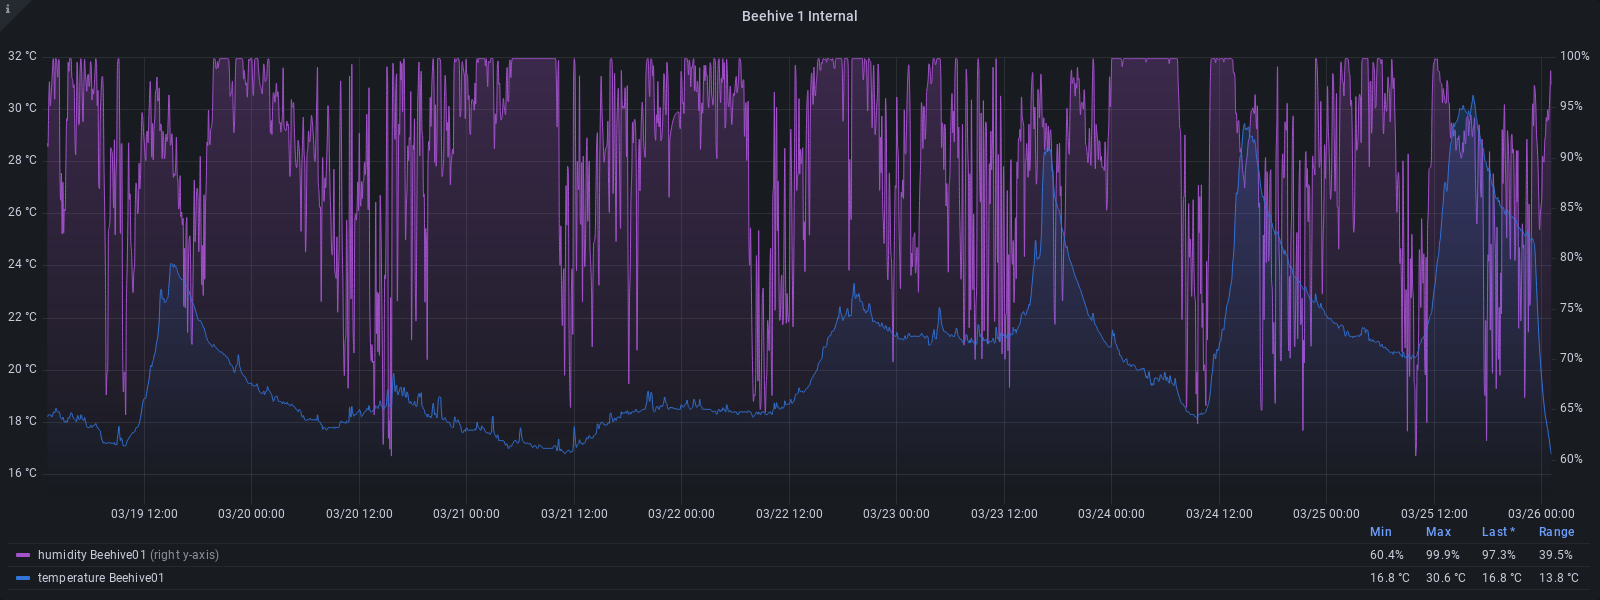 i
Beehive 1 Internal
32 °C 100%
30 °C 95%
28 °C 90%
26 °C 85%
24 °C 80%
22 °C 75%
20 °C 70%
18 °C 65%
16 °C 60%
03/19 12:00 03/20 00:00 03/20 12:00 03/21 00:00 03/21 12:00 03/22 00:00 03/22 12:00 03/23 00:00 03/23 12:00 03/24 00:00 03/24 12:00 03/25 00:00 03/25 12:00 03/26 00:00
Min Max Last * Range
humidity Beehive01 (right y-axis) 60.4% 99.9% 97.3% 39.5%
temperature Beehive01 16.8 °C 30.6 °C 16.8 °C 13.8 °C